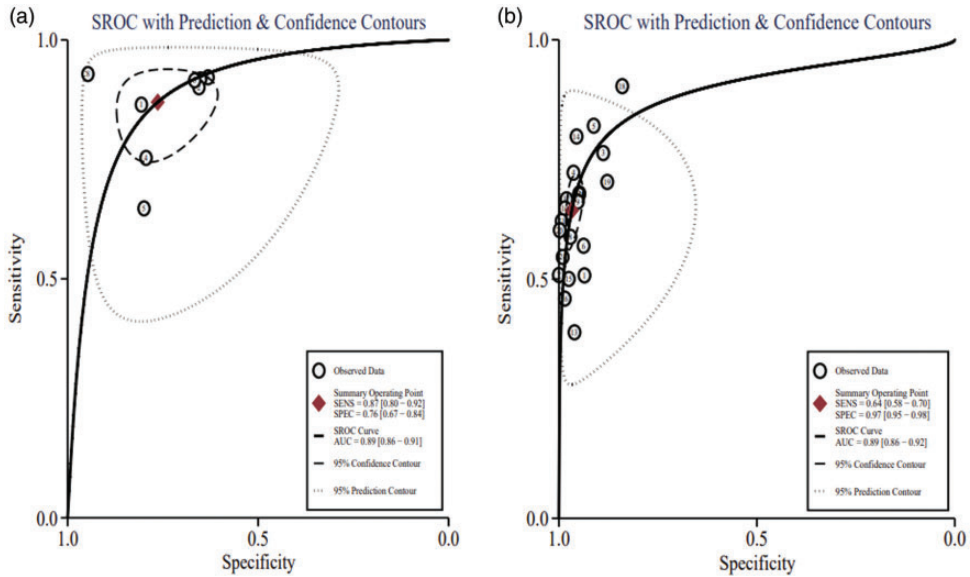 (a)
SROC with Prediction & Confidence Contours
1.0
0.5
0.0
Sensitivity
1.0
0.5
0.0
Specificity
Observed Data
Summary Operating Point
SENS = 0.87 [0.80 − 0.92]
SPEC = 0.76 [0.67 − 0.84]
SROC Curve
AUC = 0.89 [0.86 − 0.91]
95% Confidence Contour
95% Prediction Contour
(b)
SROC with Prediction & Confidence Contours
1.0
0.5
0.0
Sensitivity
1.0
0.5
0.0
Specificity
Observed Data
Summary Operating Point
SENS = 0.64 [0.58 − 0.70]
SPEC = 0.97 [0.95 − 0.98]
SROC Curve
AUC = 0.89 [0.86 − 0.92]
95% Confidence Contour
95% Prediction Contour